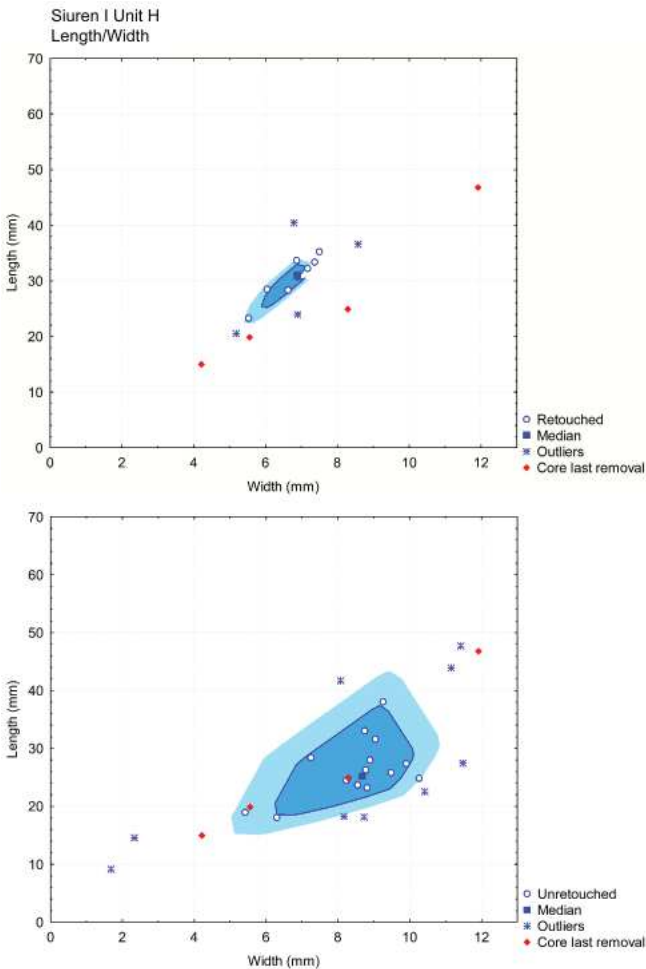 Siuren I Unit H
Length/Width
70
60
50
40
30
20
10
0
Length (mm)
0 2 4 6 8 10 12
Width (mm)
Retouched
Median
Outliers
Core last removal
70
60
50
40
30
20
10
0
Length (mm)
0 2 4 6 8 10 12
Width (mm)
Unretouched
Median
Outliers
Core last removal